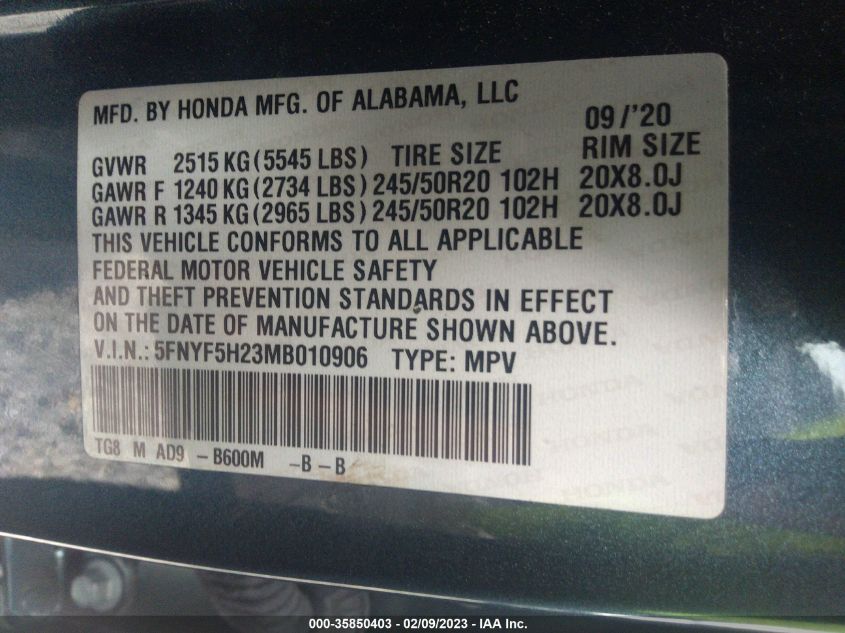 MFD. BY HONDA MFG. OF ALABAMA, LLC
09/'20
GVWR 2515 KG (5545 LBS) TIRE SIZE RIM SIZE
GAWR F 1240 KG (2734 LBS) 245/50R20 102H 20X8.0J
GAWR R 1345 KG (2965 LBS) 245/50R20 102H 20X8.0J
THIS VEHICLE CONFORMS TO ALL APPLICABLE
FEDERAL MOTOR VEHICLE SAFETY
AND THEFT PREVENTION STANDARDS IN EFFECT
ON THE DATE OF MANUFACTURE SHOWN ABOVE.
V.I.N.: 5FNYF5H23MB010906 TYPE: MPV
TG8 M AD9 - B600M - B - B
HONDA
000-35850403 - 02/09/2023 - IAA Inc.